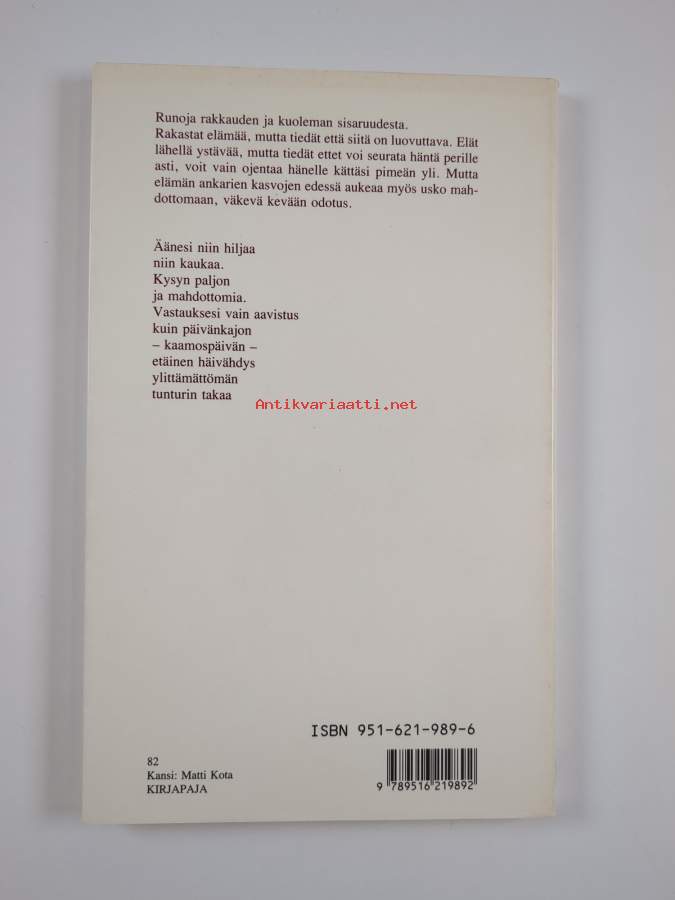 Runoja rakkauden ja kuoleman sisaruudesta.
Rakastat elämää, mutta tiedät että siitä on luovuttava. Elät
lähellä ystävää, mutta tiedät ettet voi seurata häntä perille
asti, voit vain ojentaa hänelle kättäsi pimeän yli. Mutta
elämän ankarien kasvojen edessä aukeaa myös usko mah-
dottomaan, väkevä kevään odotus.
Äänesi niin hiljaa
niin kaukaa.
Kysyn paljon
ja mahdottomia.
Vastauksesi vain aavistus
kuin päivänkajon
– kaamospäivän –
etäinen häivähdys
ylittämättömän
tunturin takaa
Antikvariaatti.net
ISBN 951-621-989-6
82
Kansi: Matti Kota
KIRJAPAJA
9 789516 219892